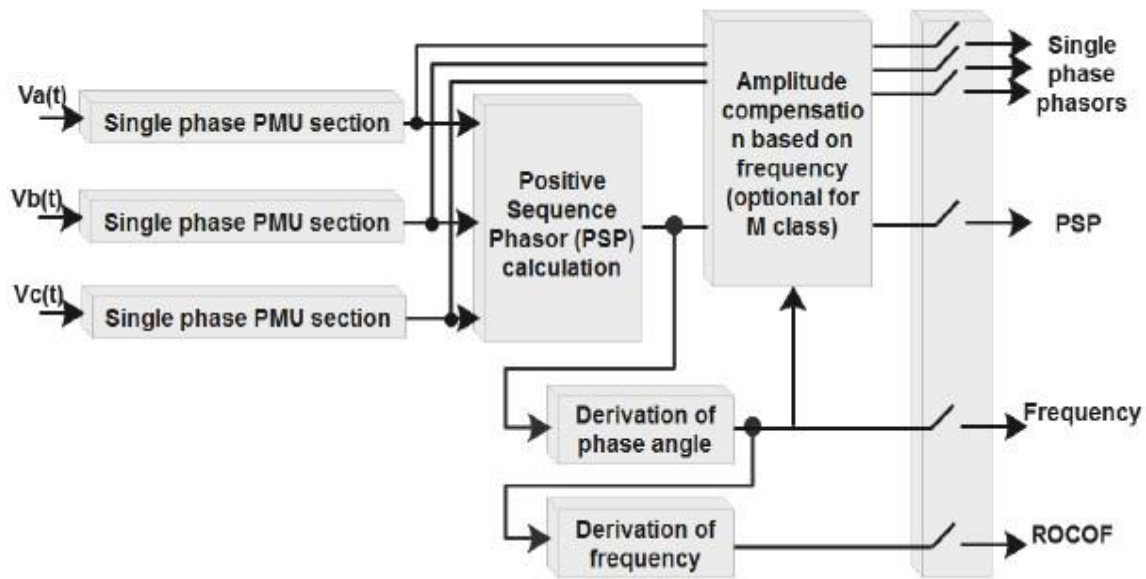 Va(t)
Single phase PMU section
Vb(t)
Single phase PMU section
Vc(t)
Single phase PMU section
Positive
Sequence
Phasor (PSP)
calculation
Amplitude
compensatio
n based on
frequency
(optional for
M class)
Single
phase
phasors
PSP
Derivation of
phase angle
Frequency
Derivation of
frequency
ROCOF